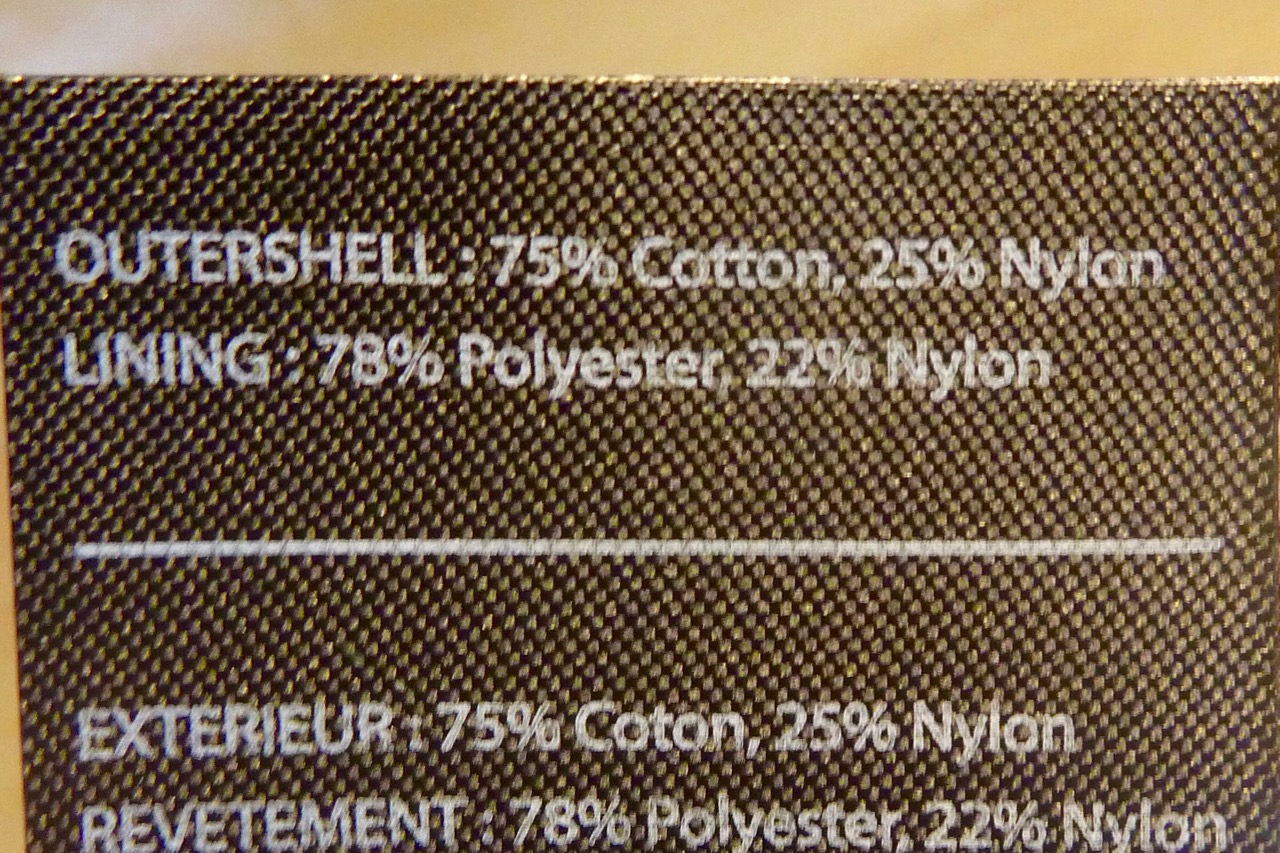 OUTERSHELL : 75% Cotton, 25% Nylon
LINING : 78% Polyester, 22% Nylon
EXTERIEUR : 75% Coton, 25% Nylon
REVETEMENT : 78% Polyester, 22% Nylon